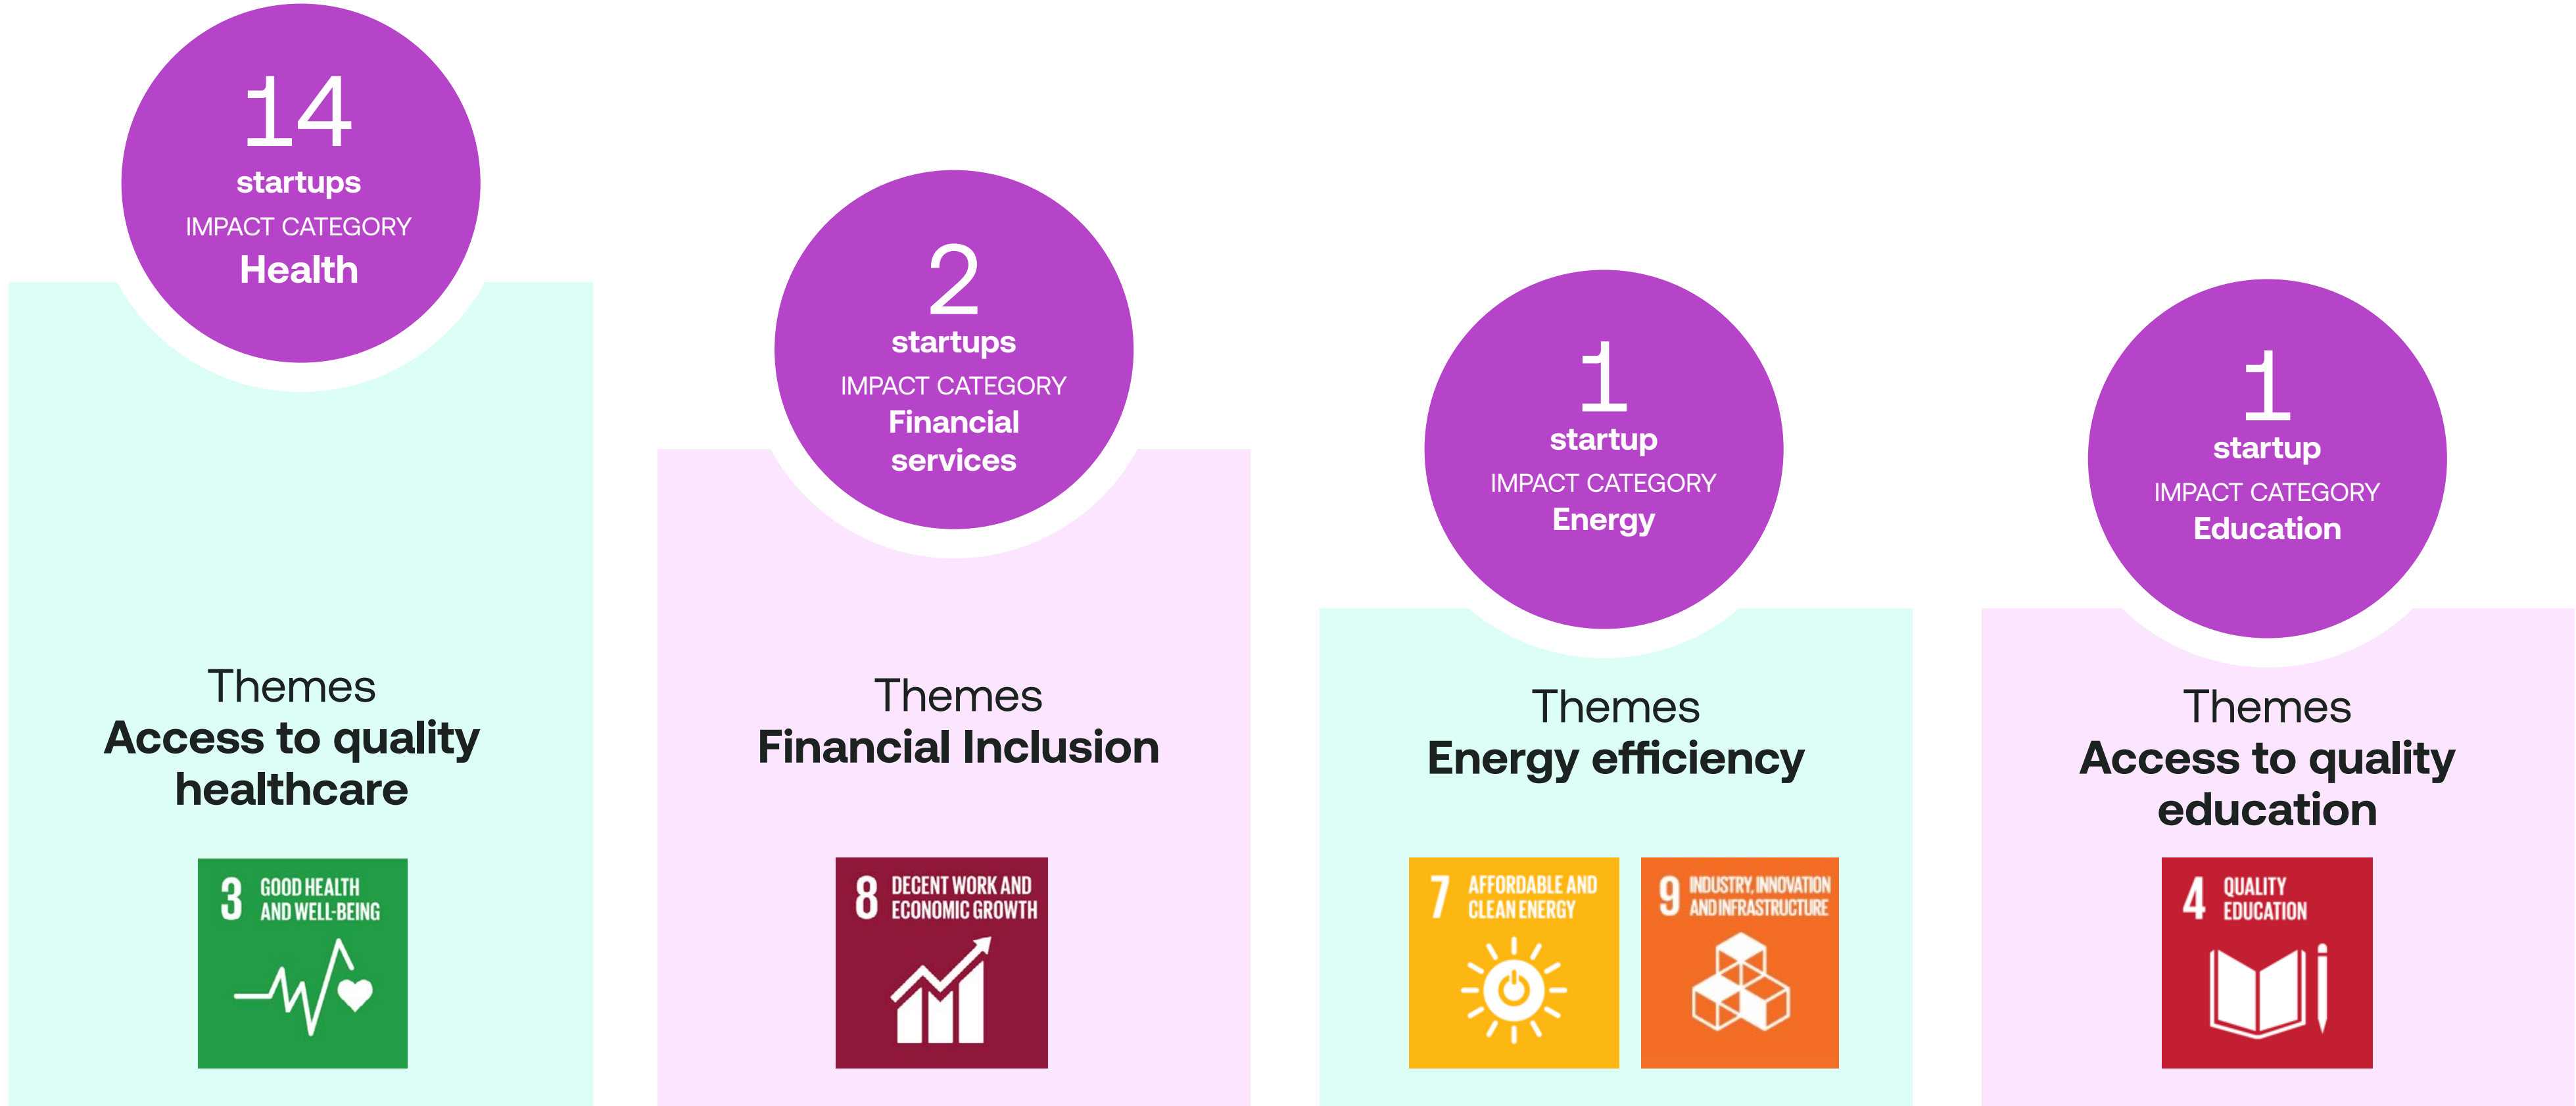 14
startups
IMPACT CATEGORY
Health
Themes
Access to quality
healthcare
3 GOOD HEALTH
AND WELL-BEING
2
startups
IMPACT CATEGORY
Financial
services
Themes
Financial Inclusion
8 DECENT WORK AND
ECONOMIC GROWTH
1
startup
IMPACT CATEGORY
Energy
Themes
Energy efficiency
7 AFFORDABLE AND
CLEAN ENERGY
9 INDUSTRY, INNOVATION
AND INFRASTRUCTURE
1
startup
IMPACT CATEGORY
Education
Themes
Access to quality
education
4 QUALITY
EDUCATION